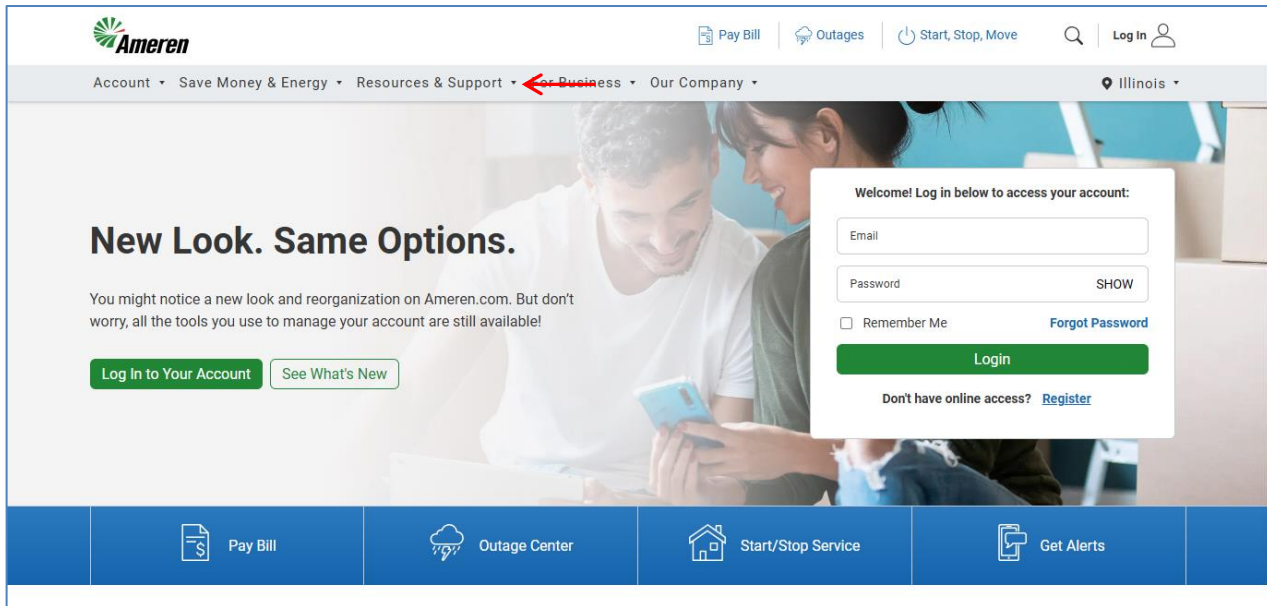 Ameren
Pay Bill
Outages
Start, Stop, Move
Log In
Account
Save Money & Energy
Resources & Support
For Business
Our Company
Illinois
New Look. Same Options.
You might notice a new look and reorganization on Ameren.com. But don't
worry, all the tools you use to manage your account are still available!
Log In to Your Account
See What's New
Welcome! Log in below to access your account:
Email
Password
SHOW
Remember Me
Forgot Password
Login
Don't have online access? Register
Pay Bill
Outage Center
Start/Stop Service
Get Alerts